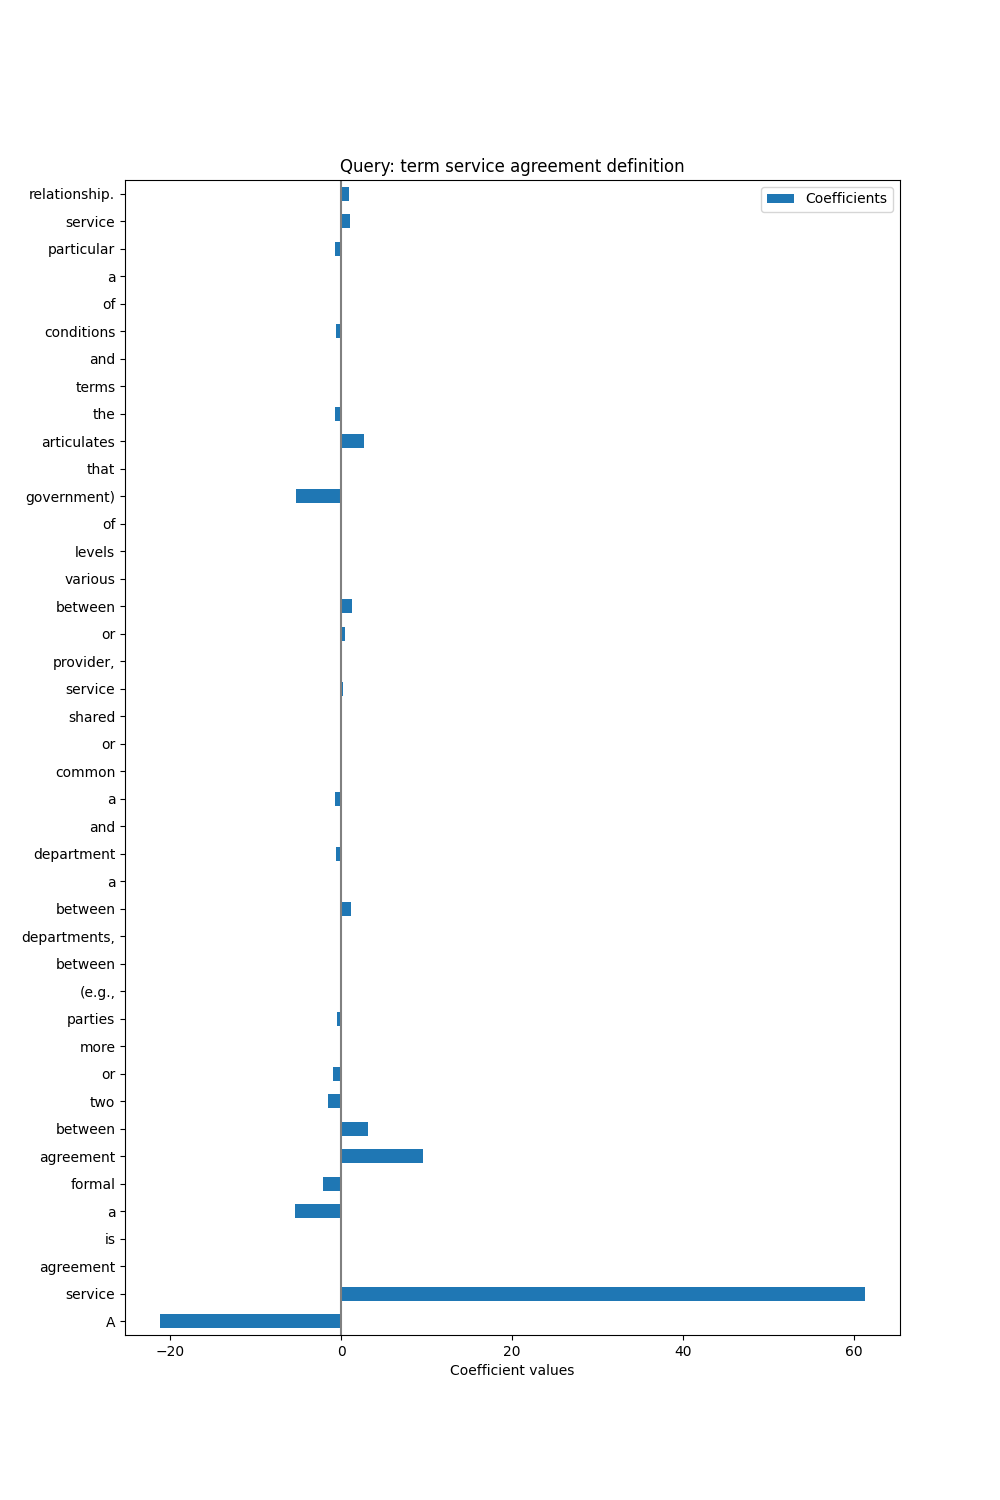 Query: term service agreement definition
Coefficients
relationship.
service
particular
a
of
conditions
and
terms
the
articulates
that
government)
of
levels
various
between
or
provider,
service
shared
or
common
a
and
department
a
between
departments,
between
(e.g.,
parties
more
or
two
between
agreement
formal
a
is
agreement
service
A
−20 0 20 40 60
Coefficient values